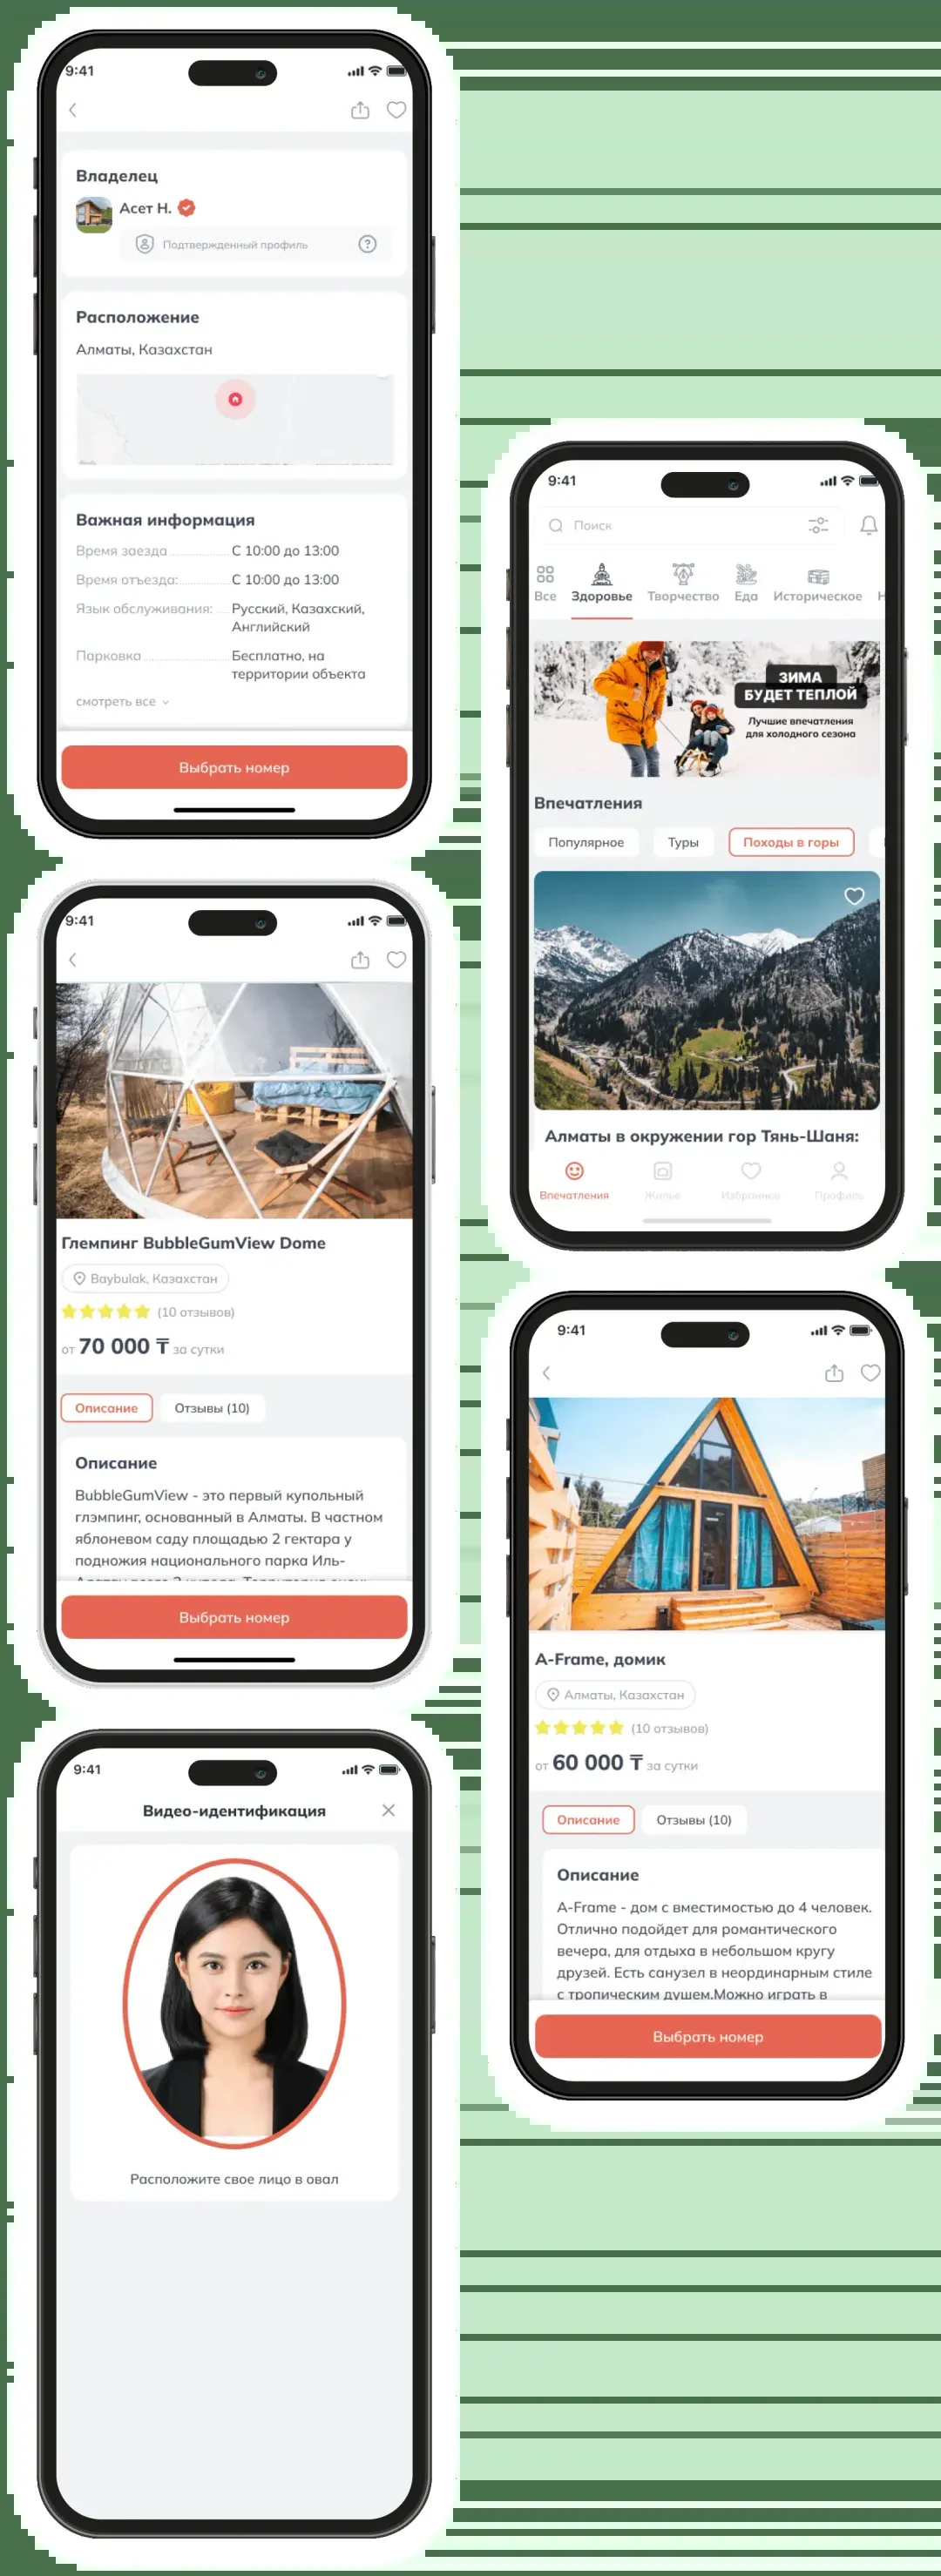 9:41
Владелец
Асет Н.
Подтвержденный профиль
Расположение
Алматы, Казахстан
Важная информация
Время заезда С 10:00 до 13:00
Время отъезда: С 10:00 до 13:00
Язык обслуживания: Русский, Казахский,
Английский
Парковка Бесплатно, на
территории объекта
смотреть все
Выбрать номер
9:41
Глемпинг BubbleGumView Dome
Baybulak, Казахстан
(10 отзывов)
от 70 000 ₸ за сутки
Описание Отзывы (10)
Описание
BubbleGumView - это первый купольный
глэмпинг, основанный в Алматы. В частном
яблоневом саду площадью 2 гектара у
подножия национального парка Иль-
Выбрать номер
9:41
Видео-идентификация
Расположите свое лицо в овал
9:41
Поиск
Все Здоровье Творчество Еда Историческое Н
ЗИМА
БУДЕТ ТЕПЛОЙ
Лучшие впечатления
для холодного сезона
Впечатления
Популярное Туры Походы в горы
Алматы в окружении гор Тянь-Шаня:
Впечатления Жилье Избранные Профиль
9:41
A-Frame, домик
Алматы, Казахстан
(10 отзывов)
от 60 000 ₸ за сутки
Описание Отзывы (10)
Описание
A-Frame - дом с вместимостью до 4 человек.
Отлично подойдет для романтического
вечера, для отдыха в небольшом кругу
друзей. Есть санузел в неординарным стиле
с тропическим душем.Можно играть в
Выбрать номер